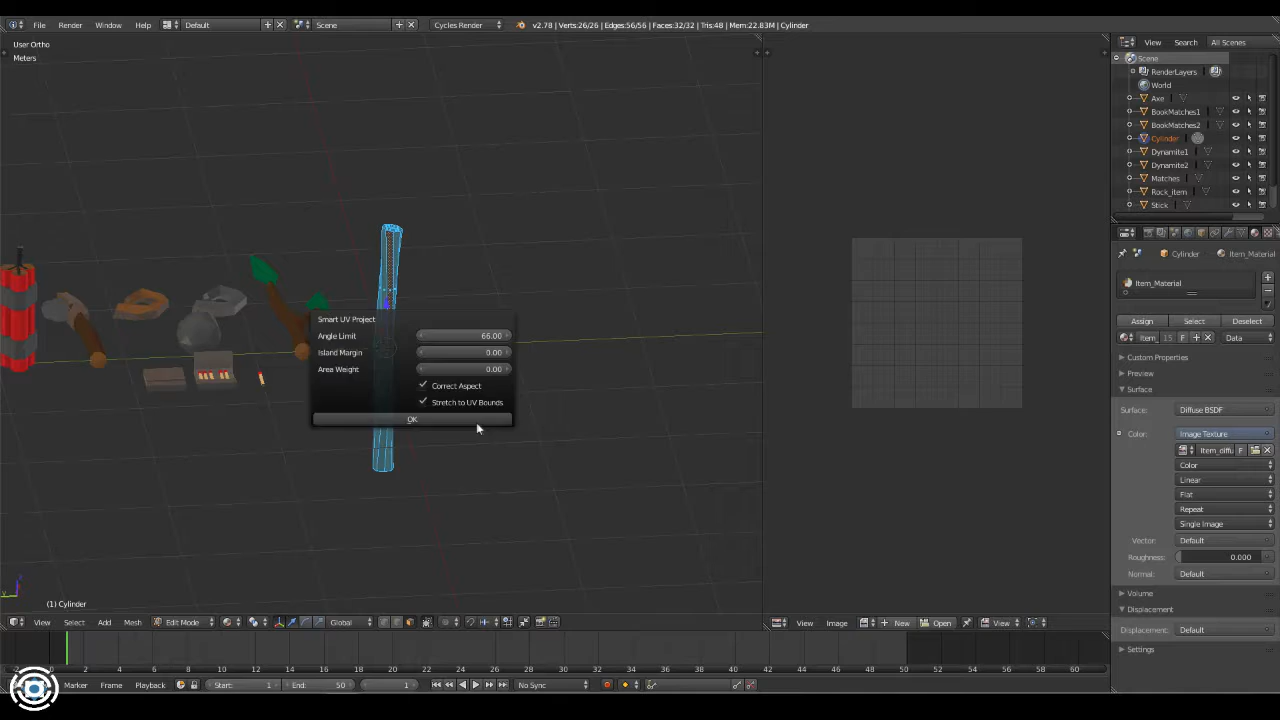 File Render Window Help Default Scene Cycles Render v2.78 | Verts:26/26 | Edges:56/56 | Faces:32/32 | Tris:48 | Mem:22.83M | Cylinder
User Ortho
Meters
View Search All Scenes
Scene
RenderLayers
World
Axe
BookMatches1
BookMatches2
Cylinder
Dynamite1
Dynamite2
Matches
Rock_item
Stick
Cylinder Item_Material
Item_Material
Assign Select Deselect
Item 15 F Data
Custom Properties
Preview
Surface
Surface: Diffuse BSDF
Color: Image Texture
Item_diffu F
Color
Linear
Flat
Repeat
Single Image
Vector: Default
Roughness: 0.000
Normal: Default
Volume
Displacement
Displacement: Default
Settings
Smart UV Project
Angle Limit 66.00
Island Margin 0.00
Area Weight 0.00
Correct Aspect
Stretch to UV Bounds
OK
(1) Cylinder
View Select Add Mesh Edit Mode Global
View Image New Open View
-2 0 2 4 6 8 10 12 14 16 18 20 22 24 26 28 30 32 34 36 38 40 42 44 46 48 50 52 54 56 58 60
Marker Frame Playback Start: 1 End: 50 1 No Sync